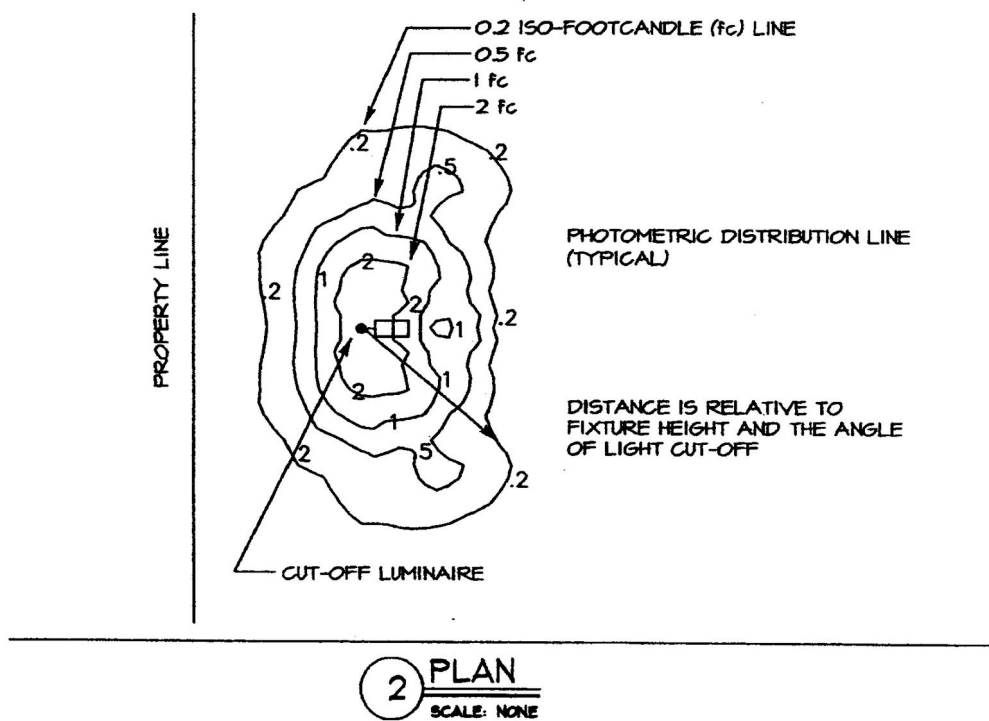 0.2 ISO-FOOTCANDLE (fc) LINE
0.5 fc
1 fc
2 fc
.2
.2
.5
PROPERTY LINE
PHOTOMETRIC DISTRIBUTION LINE
(TYPICAL)
2
1
.2
2
1
.2
2
1
1
.5
.2
.2
DISTANCE IS RELATIVE TO
FIXTURE HEIGHT AND THE ANGLE
OF LIGHT CUT-OFF
CUT-OFF LUMINAIRE
2 PLAN
SCALE: NONE